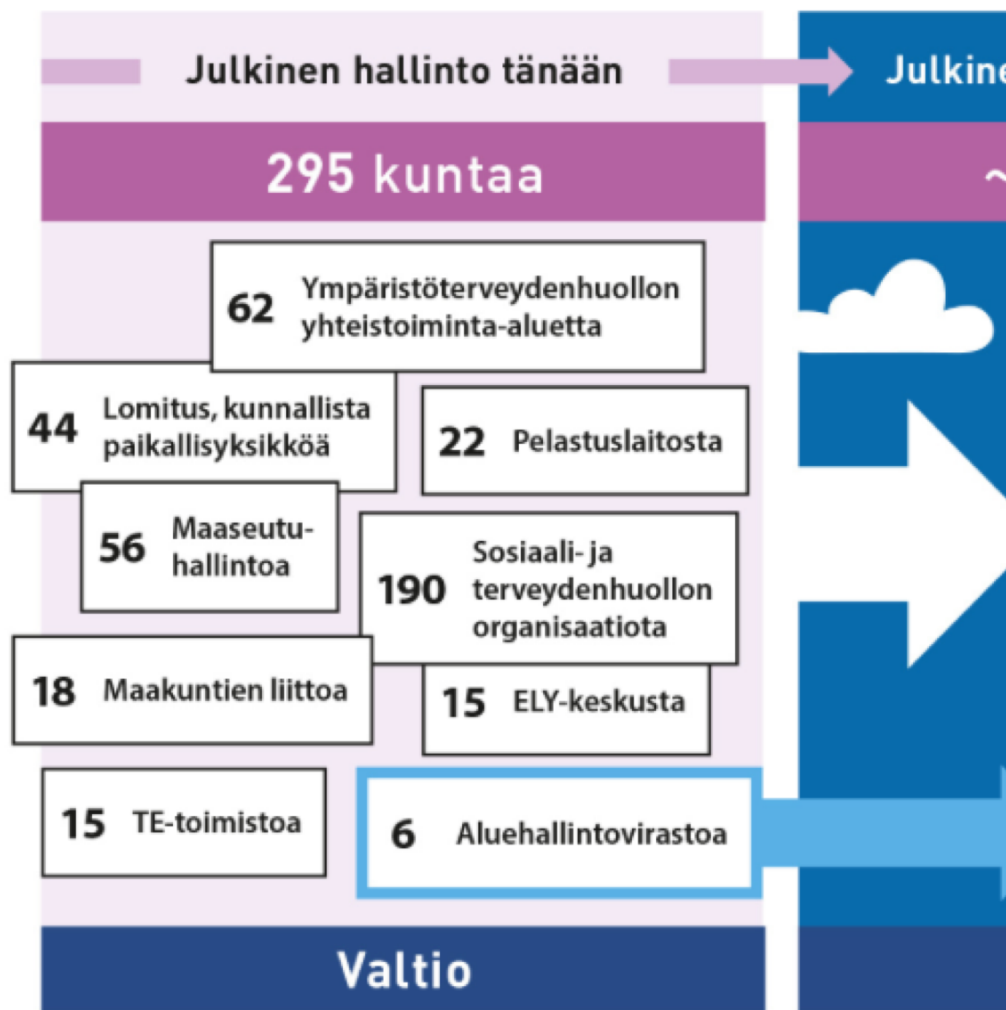 Julkinen hallinto tänään
295 kuntaa
62 Ympäristöterveydenhuollon
yhteistoiminta-aluetta
44 Lomitus, kunnallista
paikallisyksikköä
22 Pelastuslaitosta
56 Maaseutu-
hallintoa
190 Sosiaali- ja
terveydenhuollon
organisaatiota
18 Maakuntien liittoa
15 ELY-keskusta
15 TE-toimistoa
6 Aluehallintovirastoa
Valtio
Julkine
~